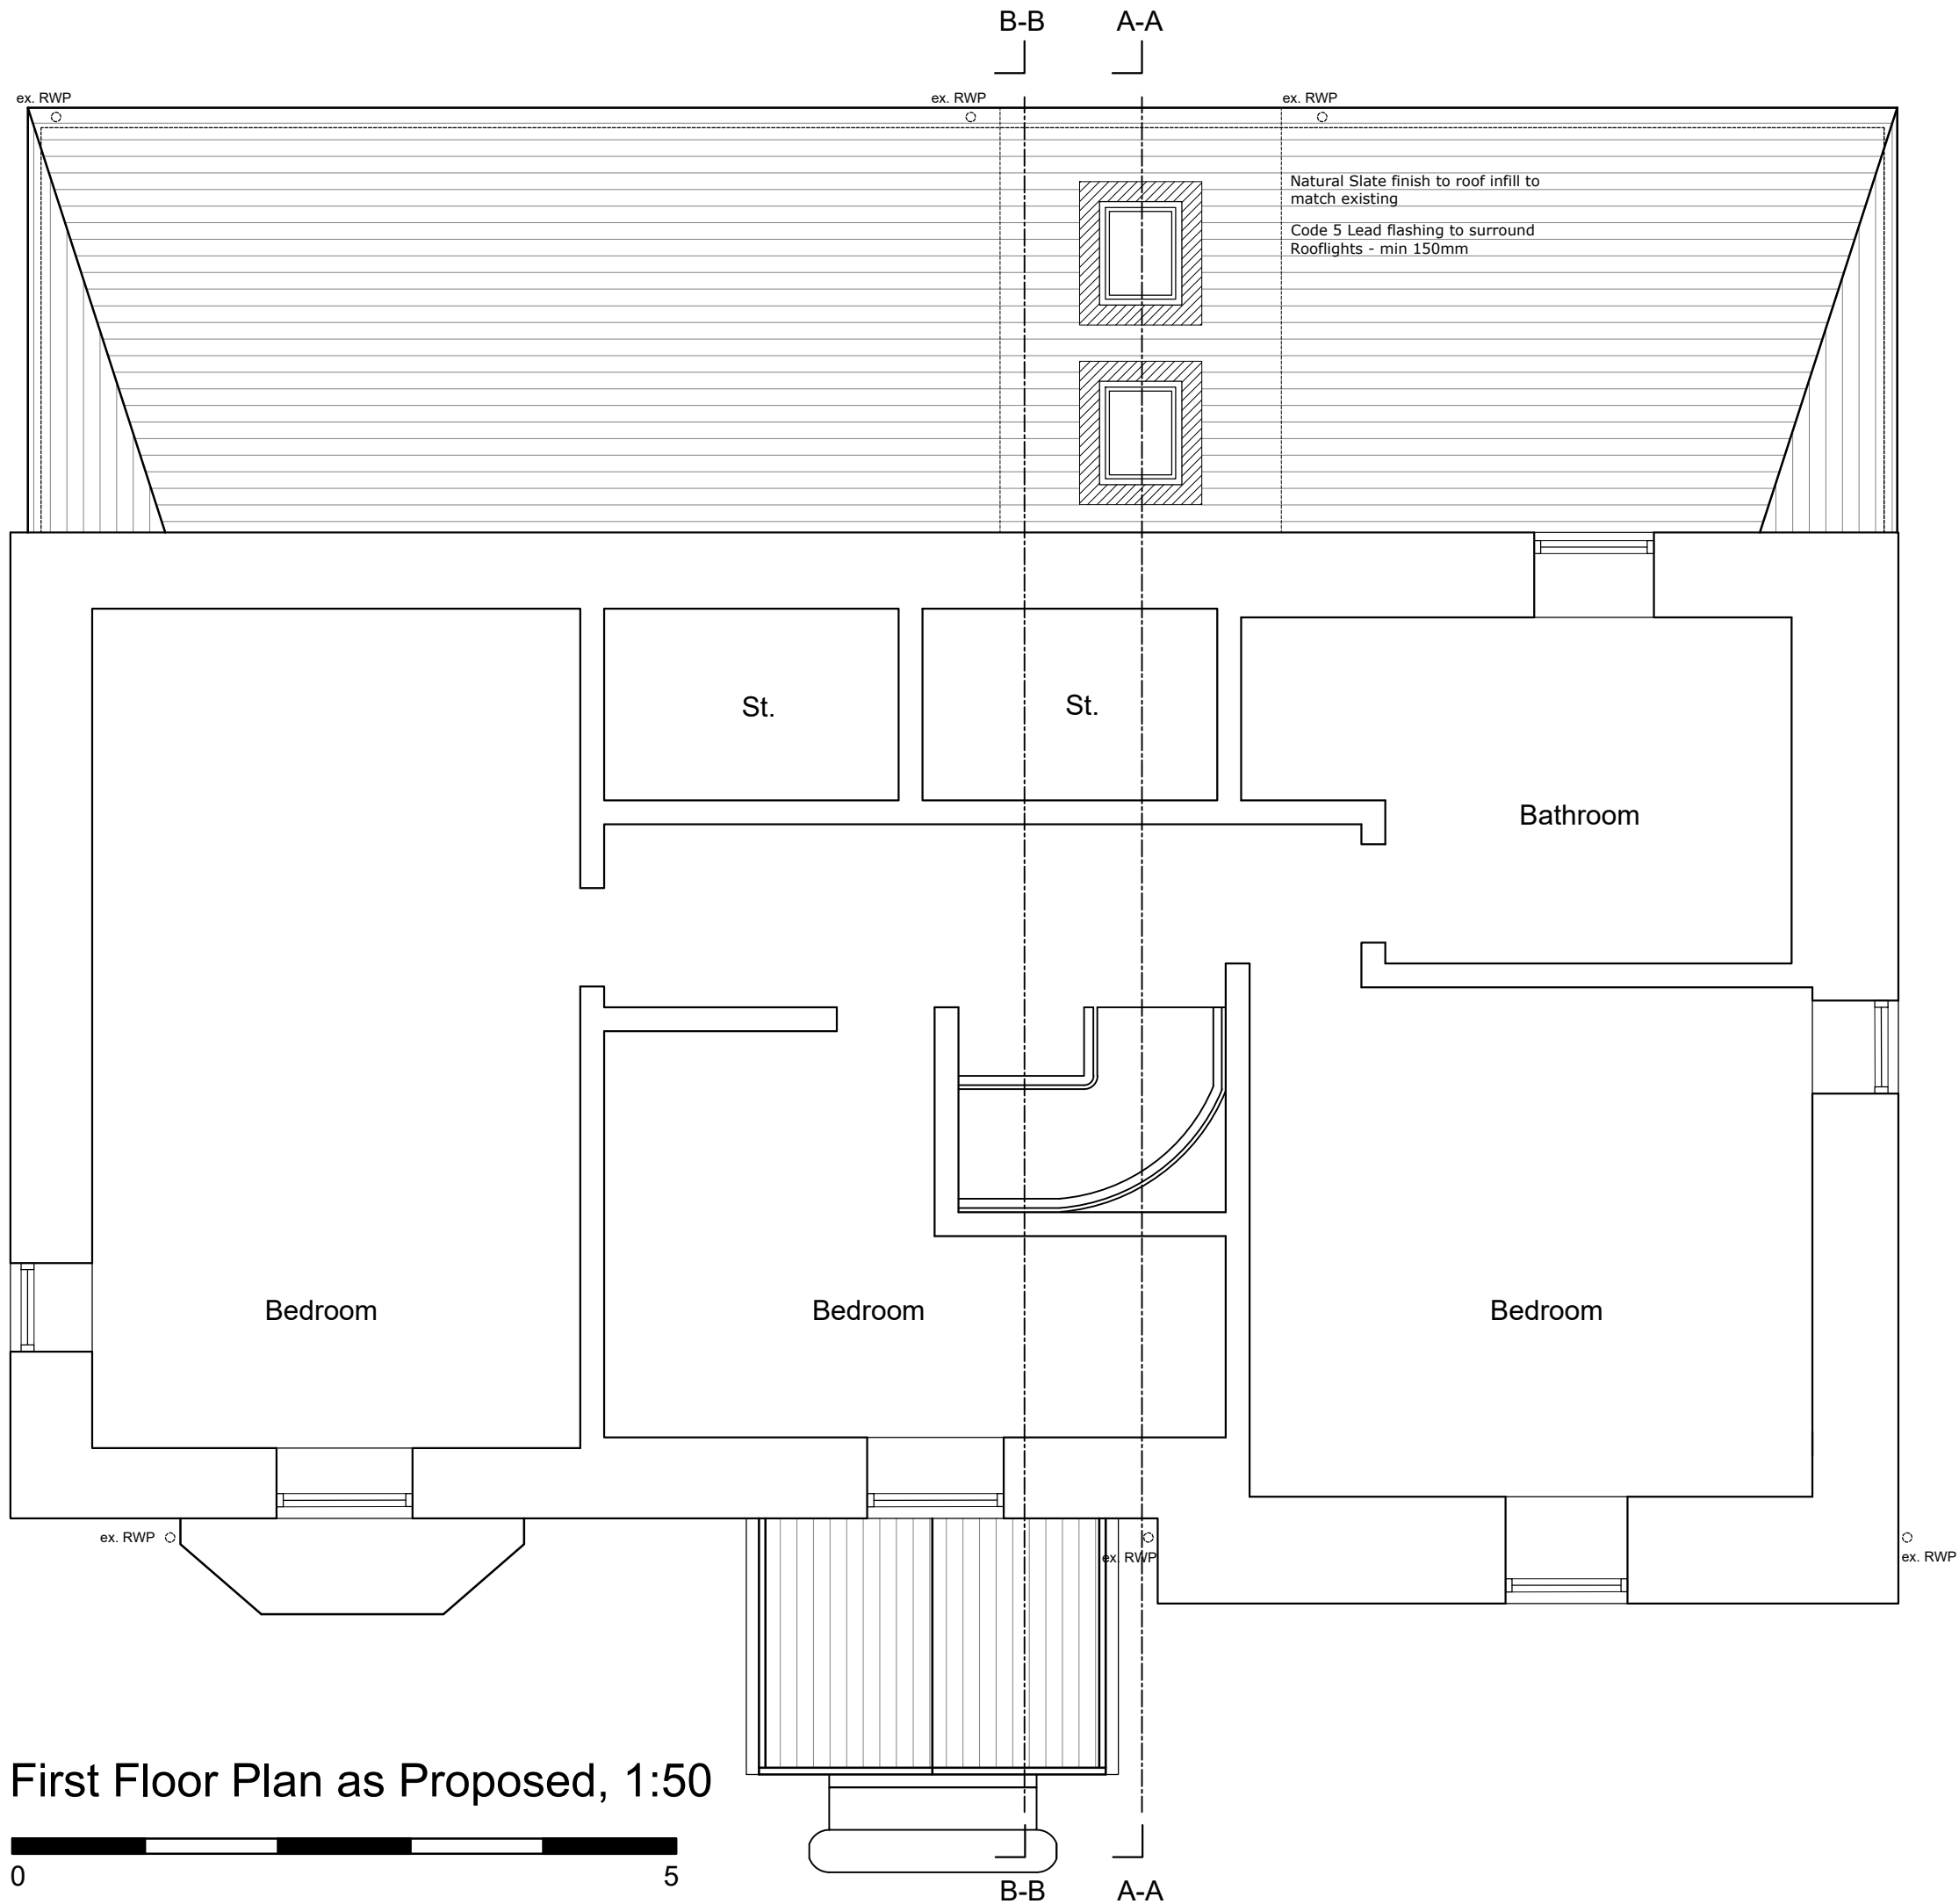 B-B
A-A
ex. RWP
ex. RWP
ex. RWP
Natural Slate finish to roof infill to
match existing
Code 5 Lead flashing to surround
Rooflights - min 150mm
St.
St.
Bathroom
Bedroom
Bedroom
Bedroom
ex. RWP
ex. RWP
ex. RWP
First Floor Plan as Proposed, 1:50
0
5
B-B
A-A